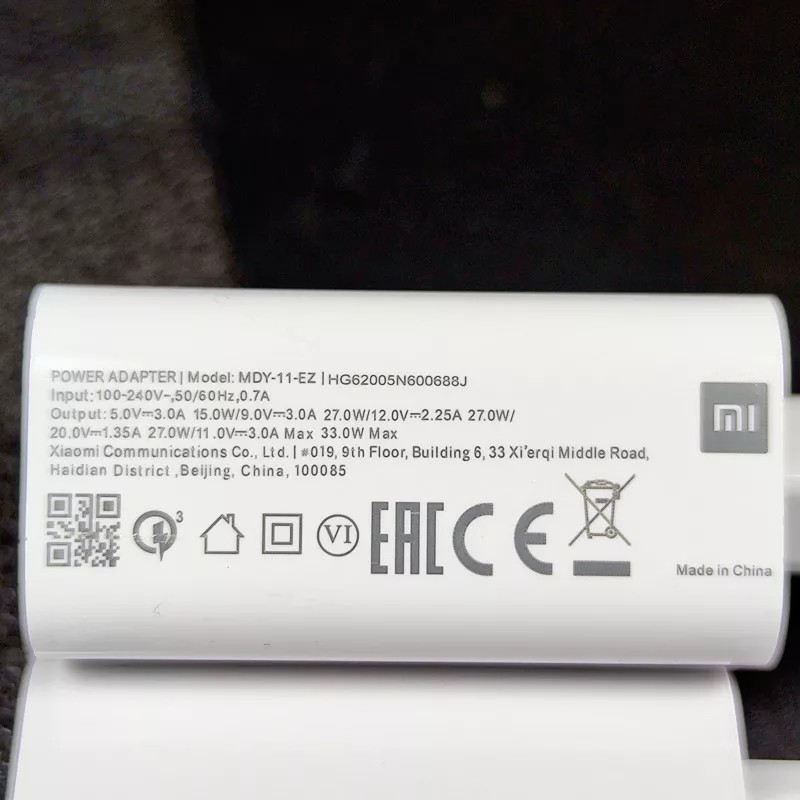 POWER ADAPTER | Model: MDY-11-EZ | HG62005N600688J
Input: 100-240V~,50/60Hz,0.7A
Output: 5.0V⎓3.0A 15.0W/9.0V⎓3.0A 27.0W/12.0V⎓2.25A 27.0W/
20.0V⎓1.35A 27.0W/11.0V⎓3.0A Max 33.0W Max
Xiaomi Communications Co., Ltd. | #019, 9th Floor, Building 6, 33 Xi'erqi Middle Road,
Haidian District ,Beijing, China, 100085
mi
3
VI
EAC
CE
Made in China